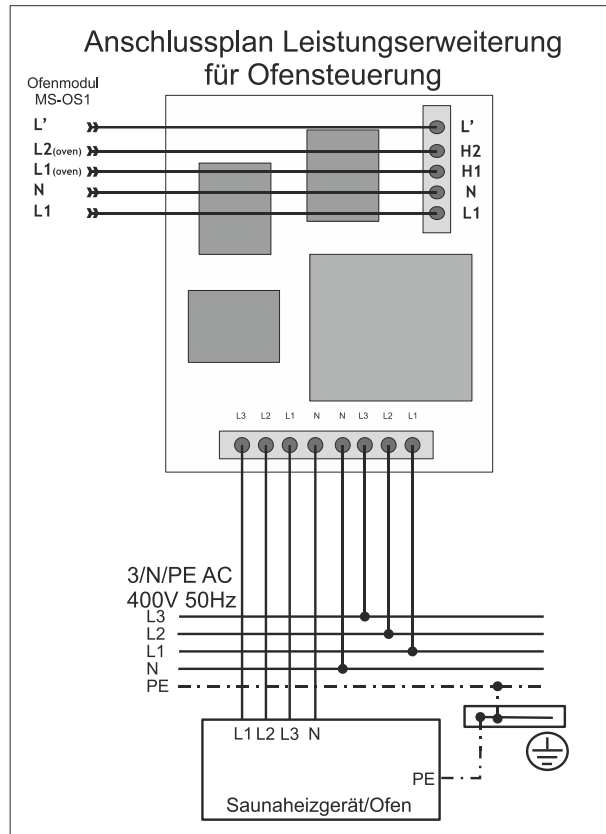 Anschlussplan Leistungserweiterung
für Ofensteuerung
Ofenmodul
MS-OS1
L' L'
L2(oven) H2
L1(oven) H1
N N
L1 L1
L3 L2 L1 N N L3 L2 L1
3/N/PE AC
400V 50Hz
L3
L2
L1
N
PE
L1 L2 L3 N
PE
Saunaheizgerät/Ofen